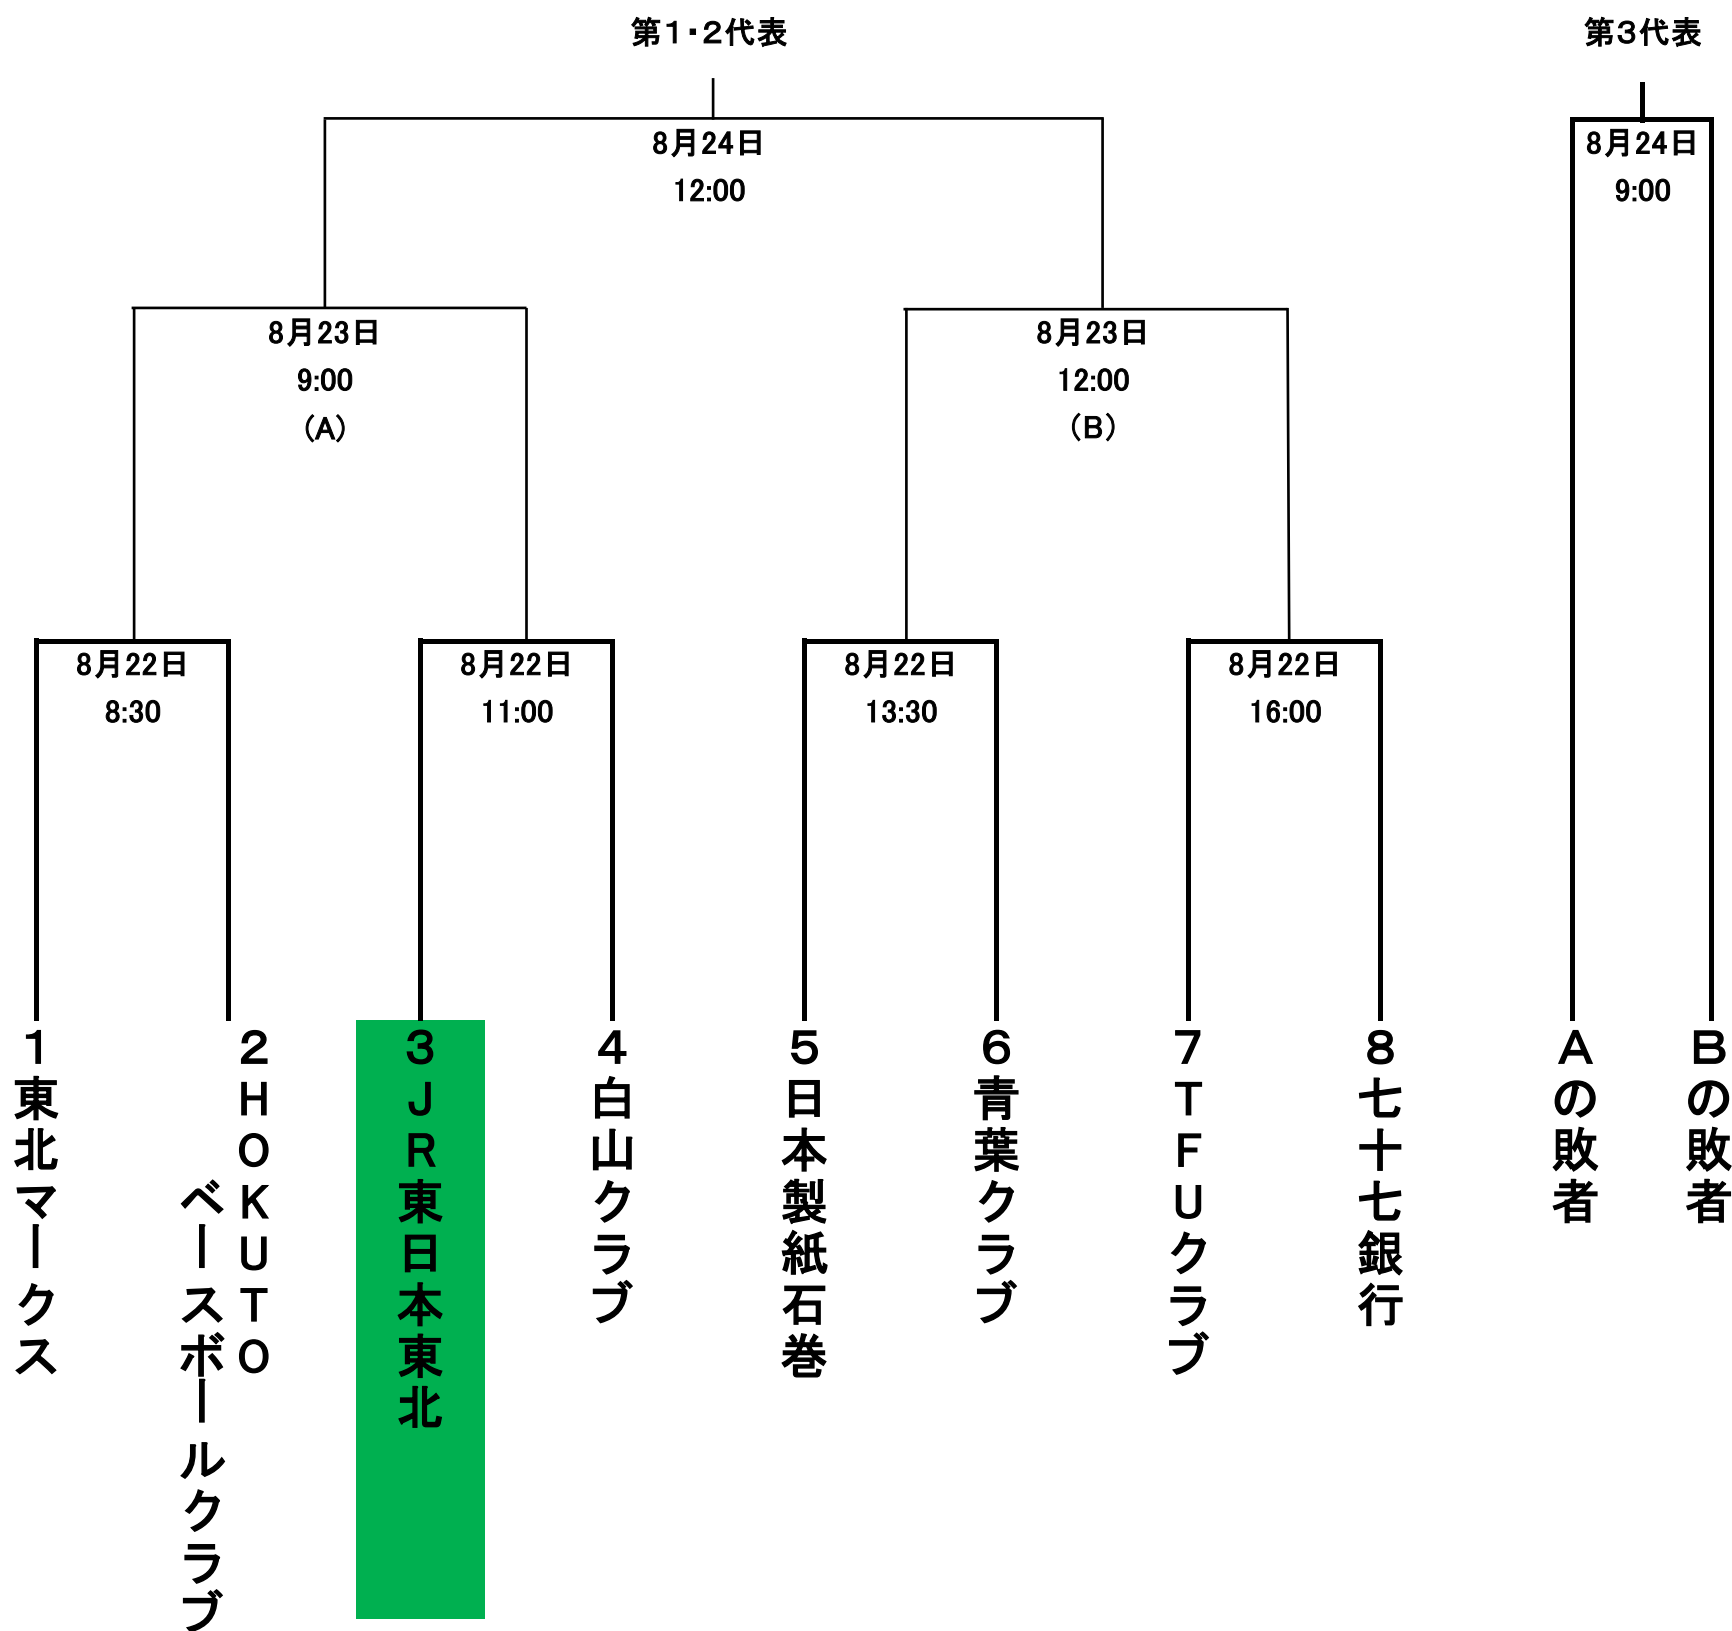 第１・２代表
第３代表
8月24日
12:00
8月24日
9:00
8月23日
9:00
（A）
8月23日
12:00
（B）
8月22日
8:30
8月22日
11:00
8月22日
13:30
8月22日
16:00
１東北マークス
２ＨＯＫＵＴＯ
ベースボールクラブ
３ＪＲ東日本東北
４白山クラブ
５日本製紙石巻
６青葉クラブ
７ＴＦＵクラブ
８七十七銀行
Ａの敗者
Ｂの敗者